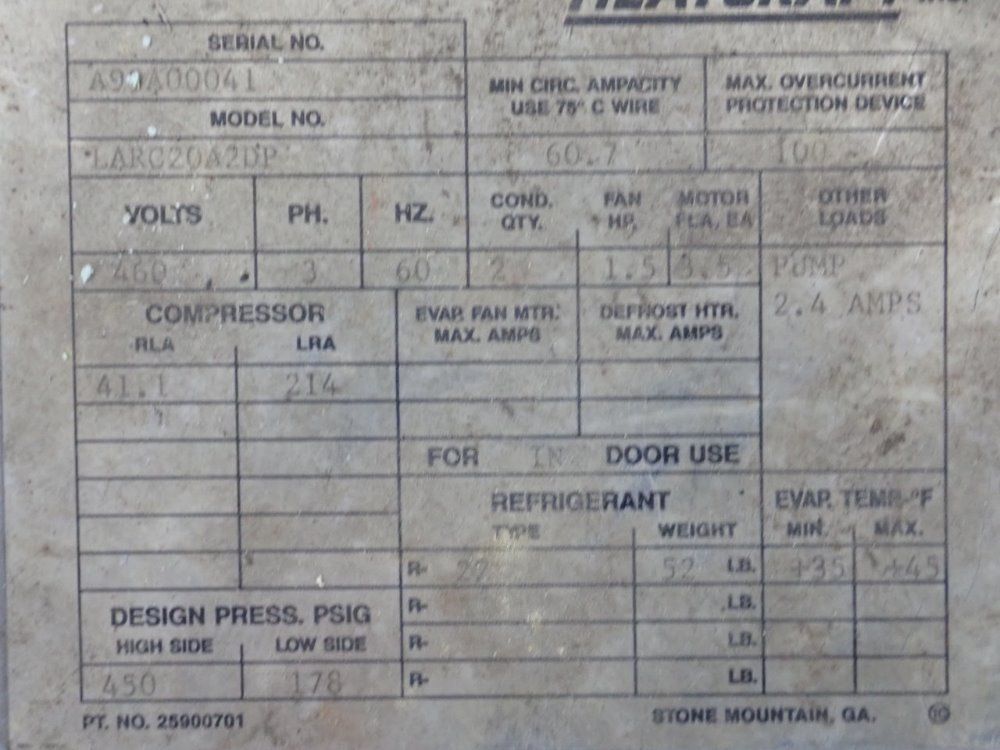 HEATCRAFT INC.
SERIAL NO.
A99A00041
MIN CIRC. AMPACITY
USE 75° C WIRE
MAX. OVERCURRENT
PROTECTION DEVICE
MODEL NO.
LARC20A2DP
60.7
100
VOLTS
PH.
HZ.
COND.
QTY.
FAN
HP.
MOTOR
FLA, EA
OTHER
LOADS
460
3
60
2
1.5
3.5
PUMP
2.4 AMPS
COMPRESSOR
RLA
LRA
EVAP. FAN MTR.
MAX. AMPS
DEFROST HTR.
MAX. AMPS
41.1
214
FOR IN DOOR USE
REFRIGERANT
TYPE
WEIGHT
EVAP. TEMP-°F
MIN.
MAX.
R- 22
52 LB.
+35
+45
R-
LB.
R-
LB.
R-
LB.
DESIGN PRESS. PSIG
HIGH SIDE
LOW SIDE
450
178
PT. NO. 25900701
STONE MOUNTAIN, GA.